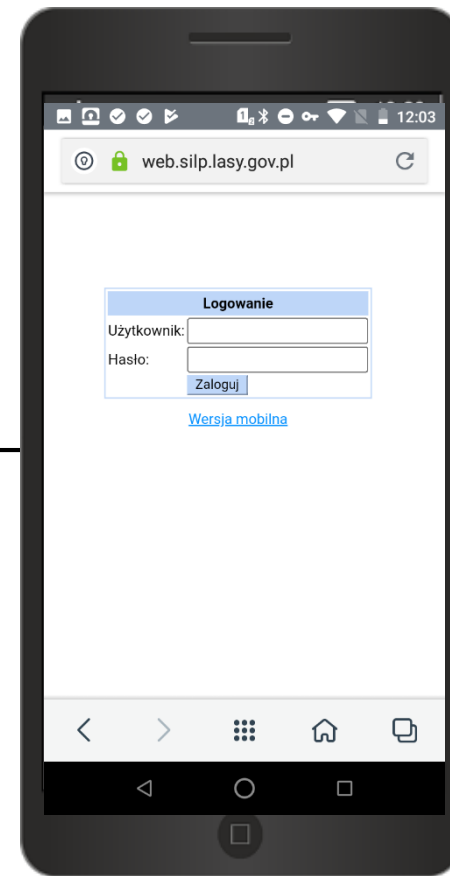 12:03
web.silp.lasy.gov.pl
Logowanie
Użytkownik:
Hasło:
Zaloguj
Wersja mobilna